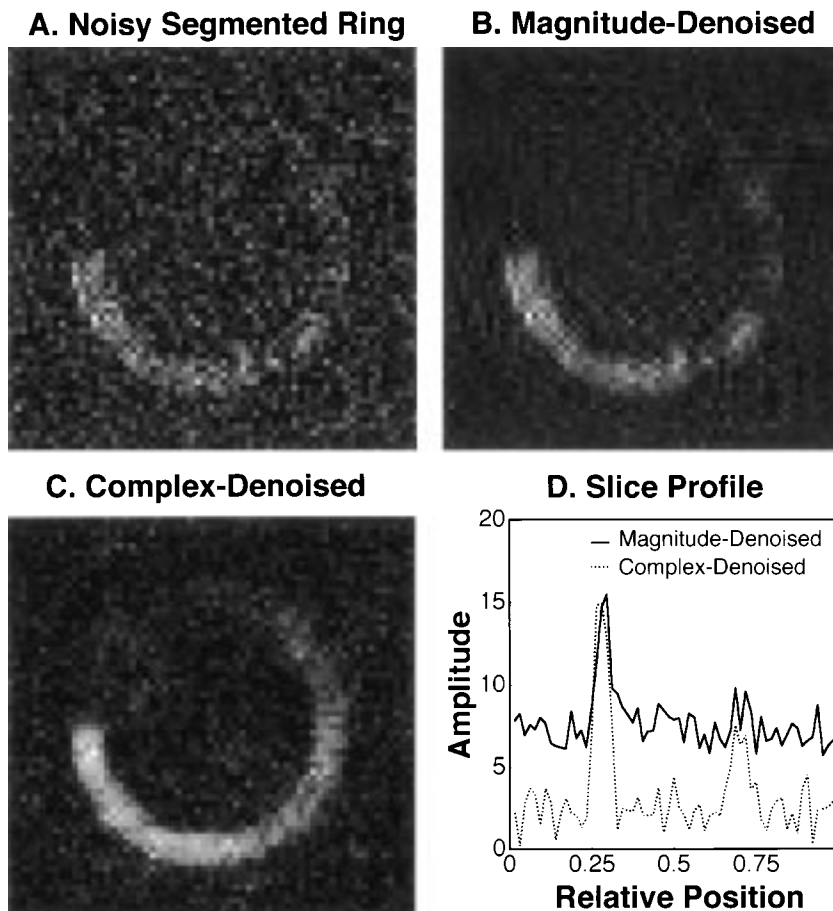 A. Noisy Segmented Ring
B. Magnitude-Denoised
C. Complex-Denoised
D. Slice Profile
20
Magnitude-Denoised
Complex-Denoised
15
10
5
0
Amplitude
0 0.25 0.5 0.75
Relative Position